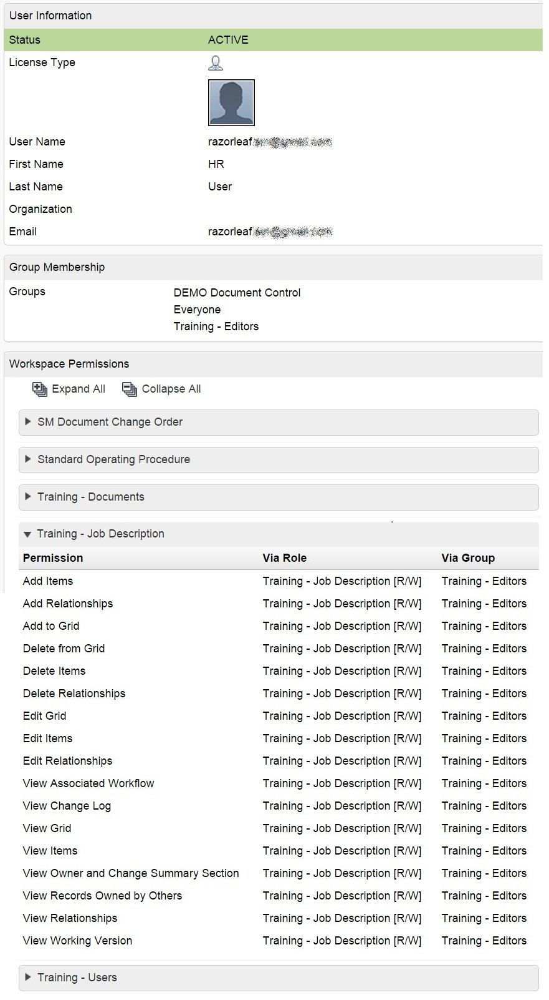 User Information
Status ACTIVE
License Type
User Name razorleaf
First Name HR
Last Name User
Organization
Email razorleaf
Group Membership
Groups DEMO Document Control
Everyone
Training - Editors
Workspace Permissions
Expand All Collapse All
SM Document Change Order
Standard Operating Procedure
Training - Documents
Training - Job Description
Permission Via Role Via Group
Add Items Training - Job Description [R/W] Training - Editors
Add Relationships Training - Job Description [R/W] Training - Editors
Add to Grid Training - Job Description [R/W] Training - Editors
Delete from Grid Training - Job Description [R/W] Training - Editors
Delete Items Training - Job Description [R/W] Training - Editors
Delete Relationships Training - Job Description [R/W] Training - Editors
Edit Grid Training - Job Description [R/W] Training - Editors
Edit Items Training - Job Description [R/W] Training - Editors
Edit Relationships Training - Job Description [R/W] Training - Editors
View Associated Workflow Training - Job Description [R/W] Training - Editors
View Change Log Training - Job Description [R/W] Training - Editors
View Grid Training - Job Description [R/W] Training - Editors
View Items Training - Job Description [R/W] Training - Editors
View Owner and Change Summary Section Training - Job Description [R/W] Training - Editors
View Records Owned by Others Training - Job Description [R/W] Training - Editors
View Relationships Training - Job Description [R/W] Training - Editors
View Working Version Training - Job Description [R/W] Training - Editors
Training - Users